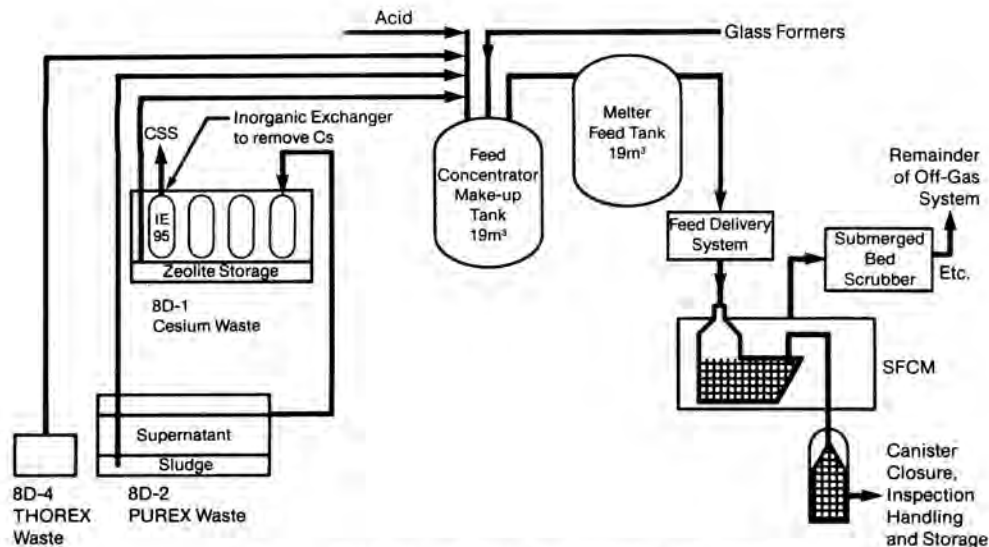 Acid
Glass Formers
Inorganic Exchanger
to remove Cs
CSS
IE
95
Zeolite Storage
8D-1
Cesium Waste
Feed
Concentrator
Make-up
Tank
19m³
Melter
Feed Tank
19m³
Feed Delivery
System
Remainder
of Off-Gas
System
Submerged
Bed
Scrubber
Etc.
SFCM
Supernatant
Sludge
8D-4
THOREX
Waste
8D-2
PUREX Waste
Canister
Closure,
Inspection
Handling
and Storage